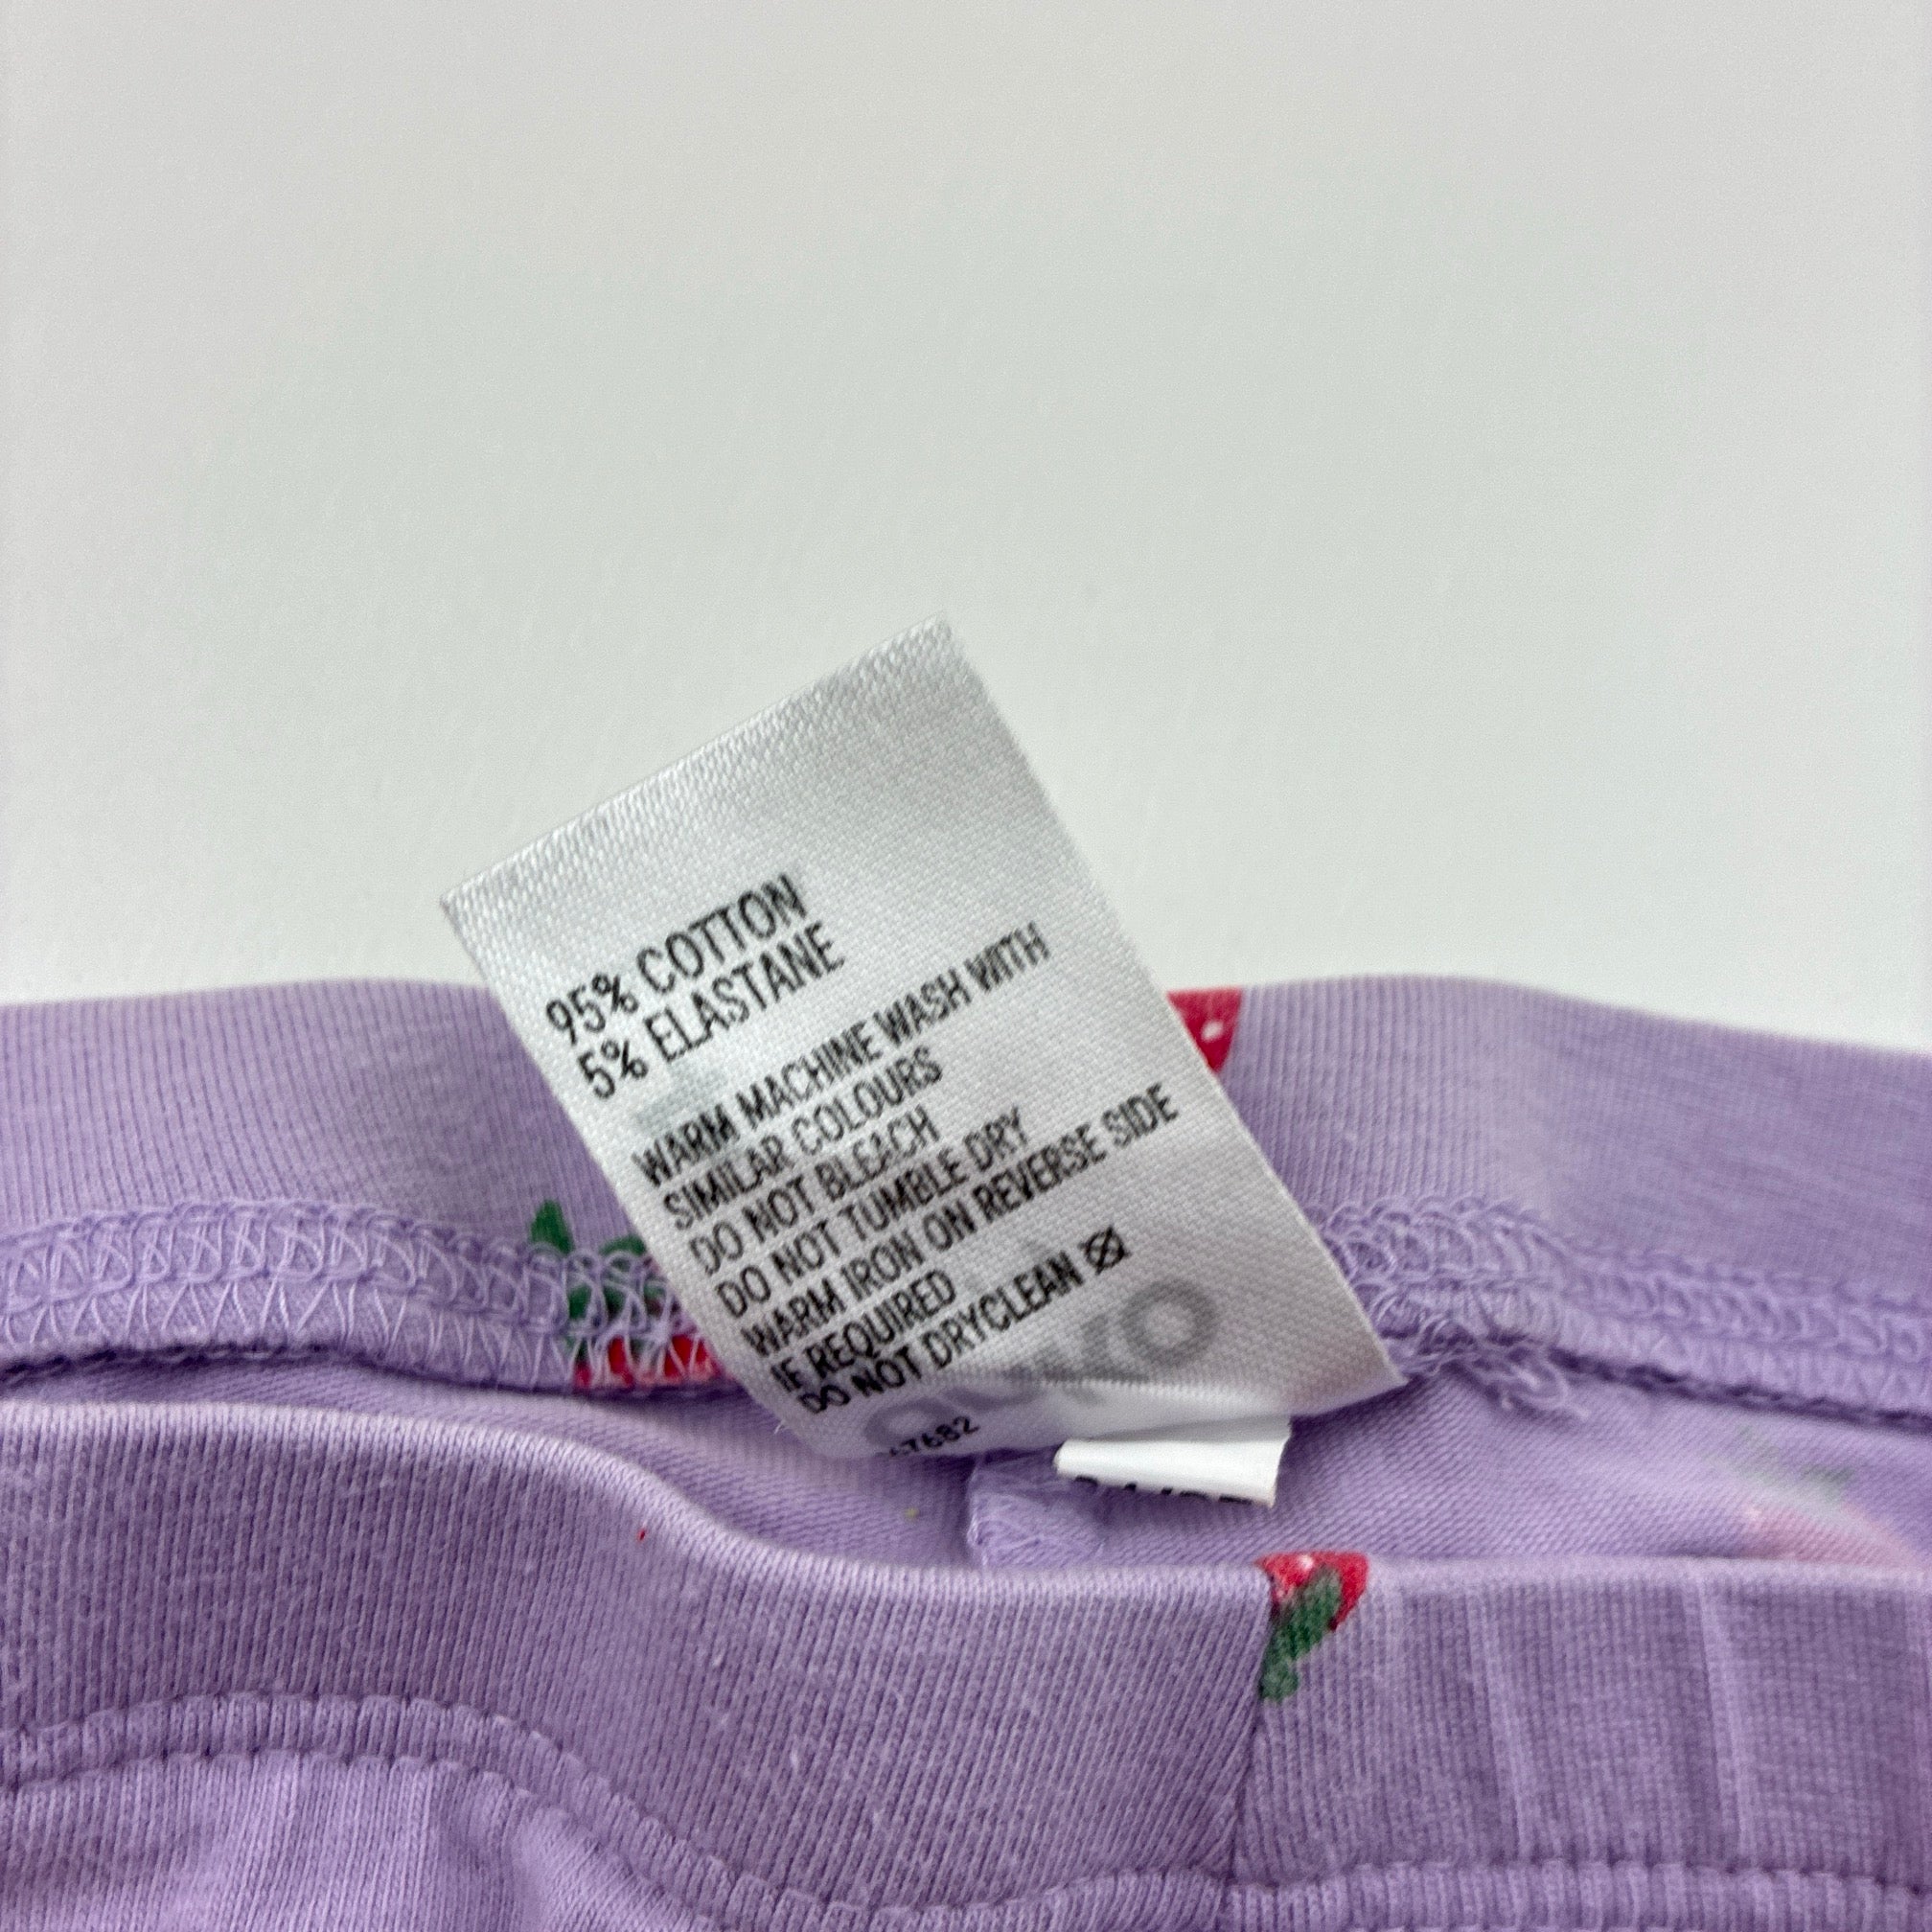 95% COTTON
5% ELASTANE
WARM MACHINE WASH WITH
SIMILAR COLOURS
DO NOT BLEACH
DO NOT TUMBLE DRY
WARM IRON ON REVERSE SIDE
IF REQUIRED
DO NOT DRYCLEAN